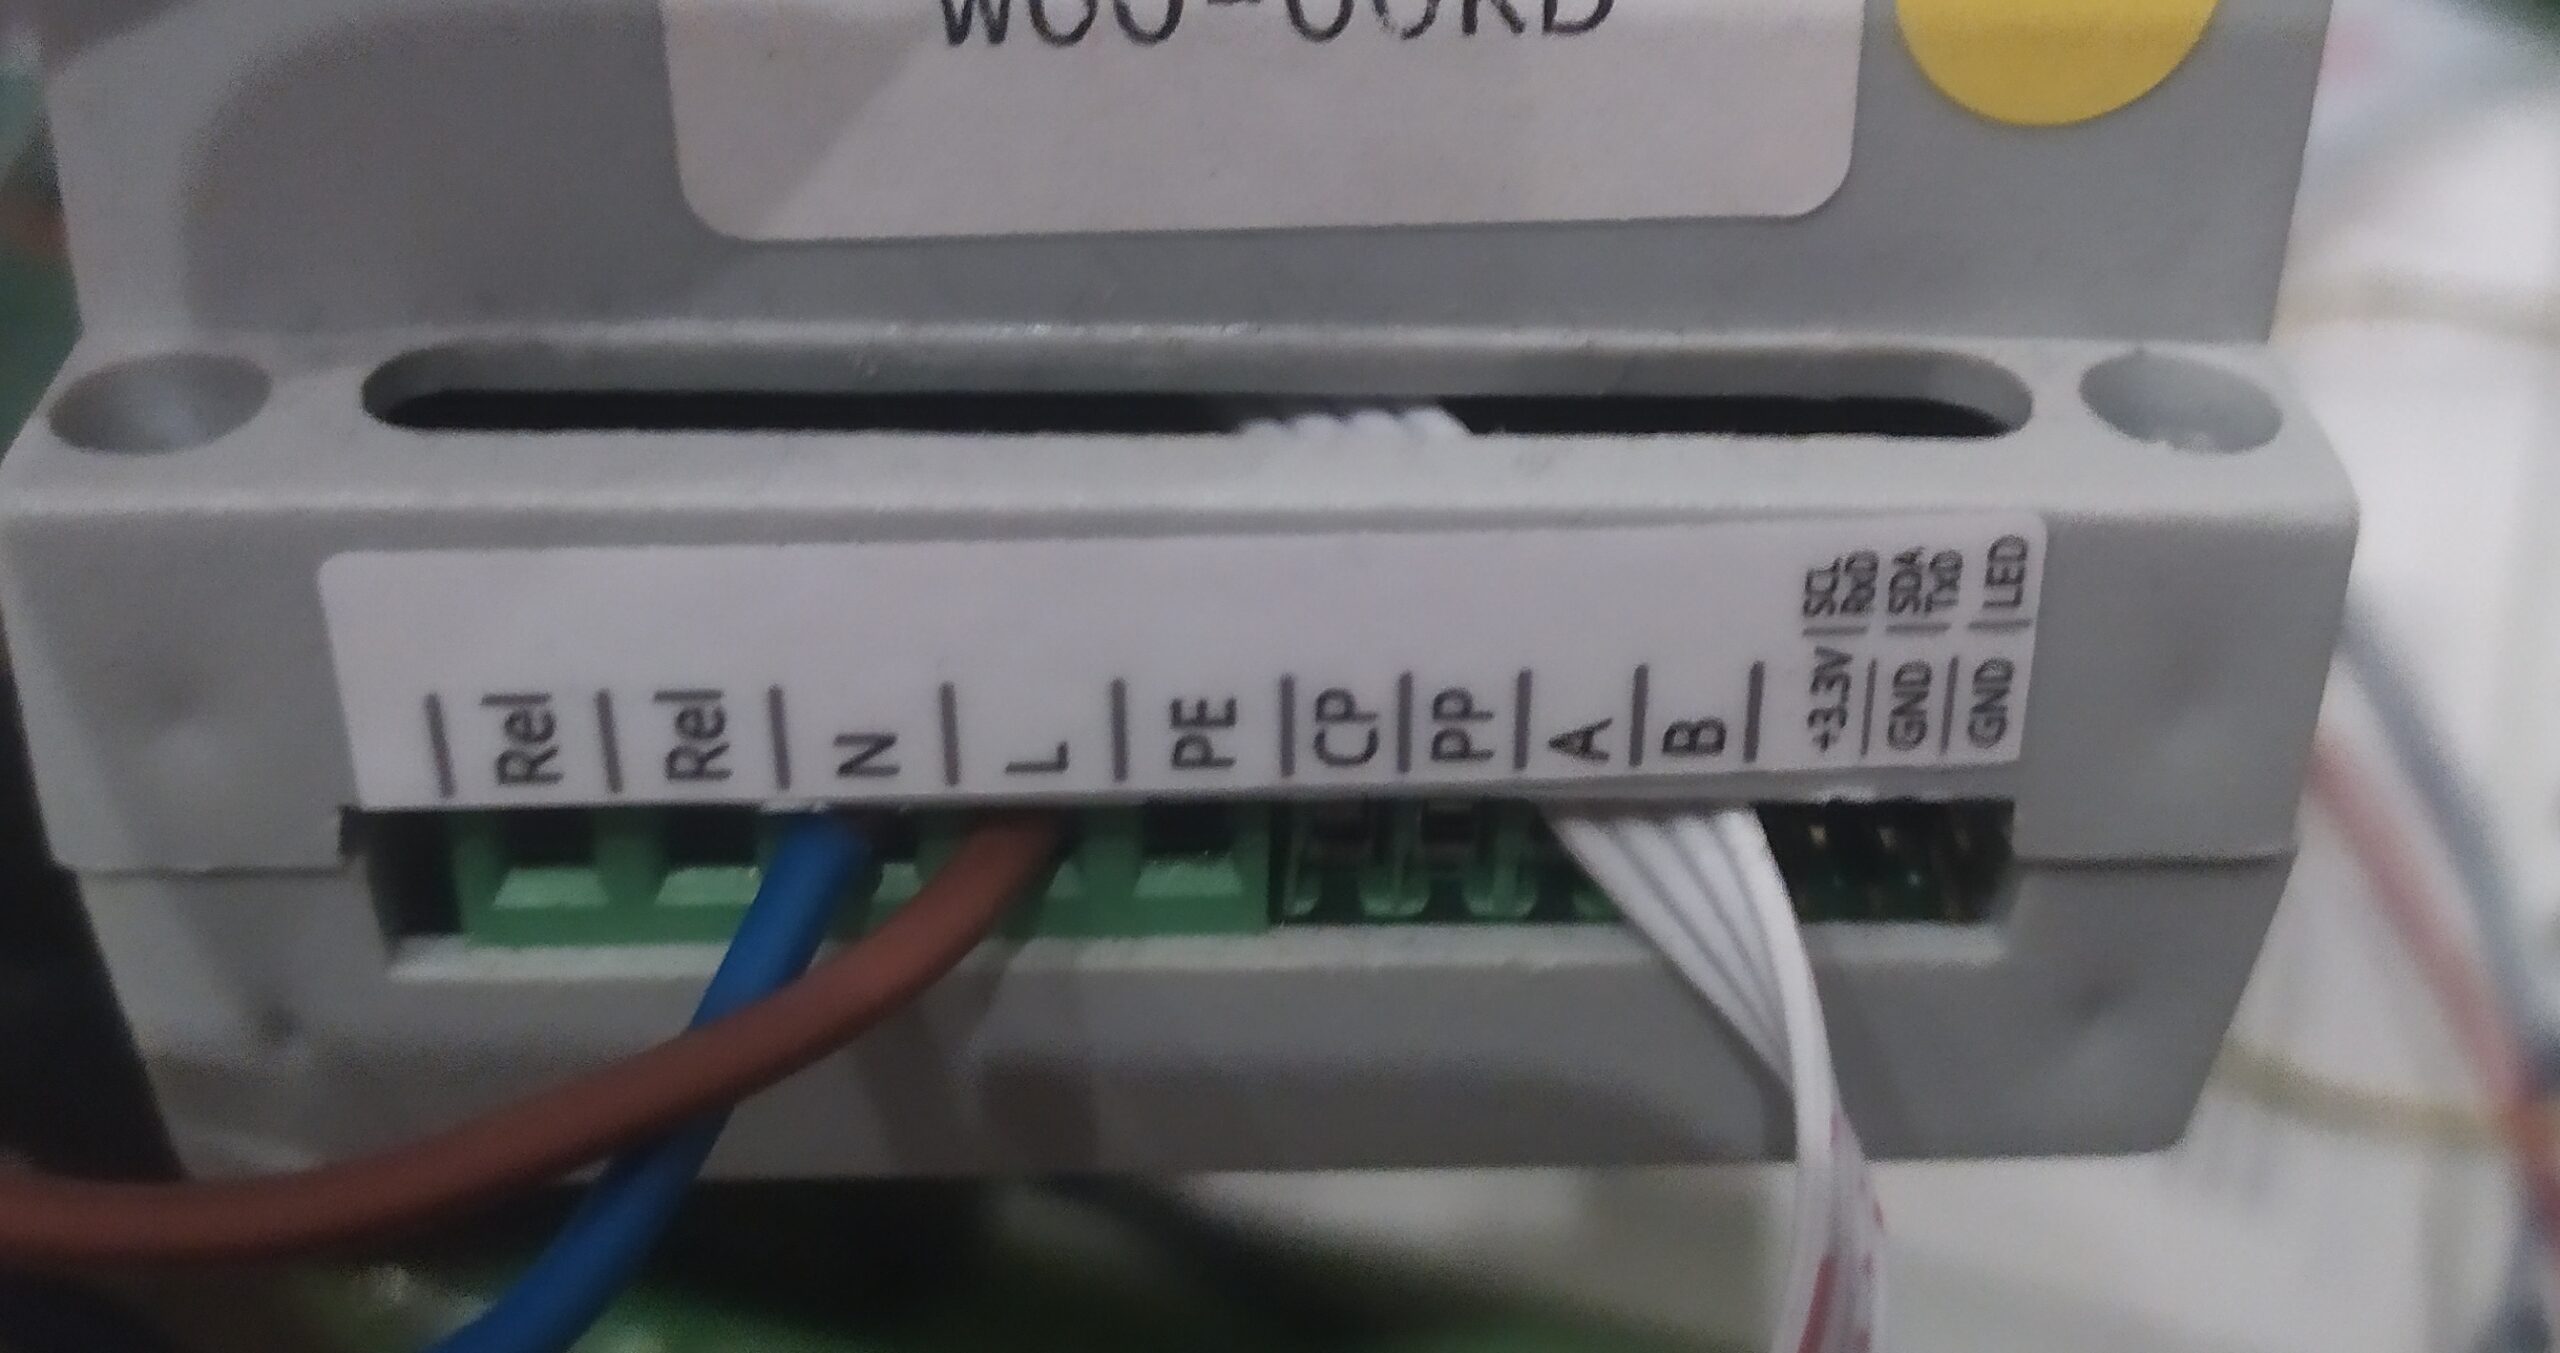 Rel
Rel
N
L
PE
CP
PP
A
B
+3.3V | SCL RXD
GND | SDA TXD
GND | LED